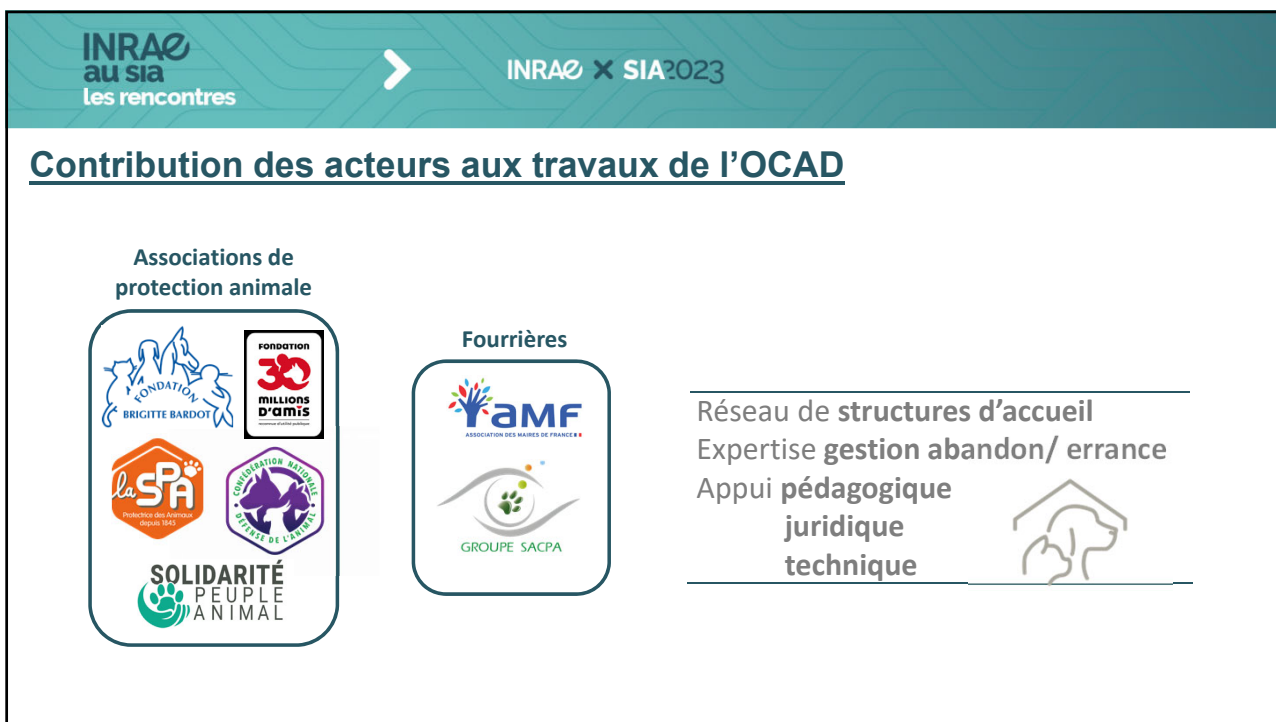 INRAE
au sia
les rencontres
INRAE X SIA2023
Contribution des acteurs aux travaux de l'OCAD
Associations de
protection animale
FONDATION
BRIGITTE BARDOT
FONDATION
30
MILLIONS
D'AMIS
reconnue d'utilité publique
la SPA
Protectrice des Animaux
depuis 1845
CONFÉDÉRATION NATIONALE
DÉFENSE DE L'ANIMAL
SOLIDARITÉ
PEUPLE
ANIMAL
Fourrières
AMF
ASSOCIATION DES MAIRES DE FRANCE
GROUPE SACPA
Réseau de structures d'accueil
Expertise gestion abandon/ errance
Appui pédagogique
juridique
technique